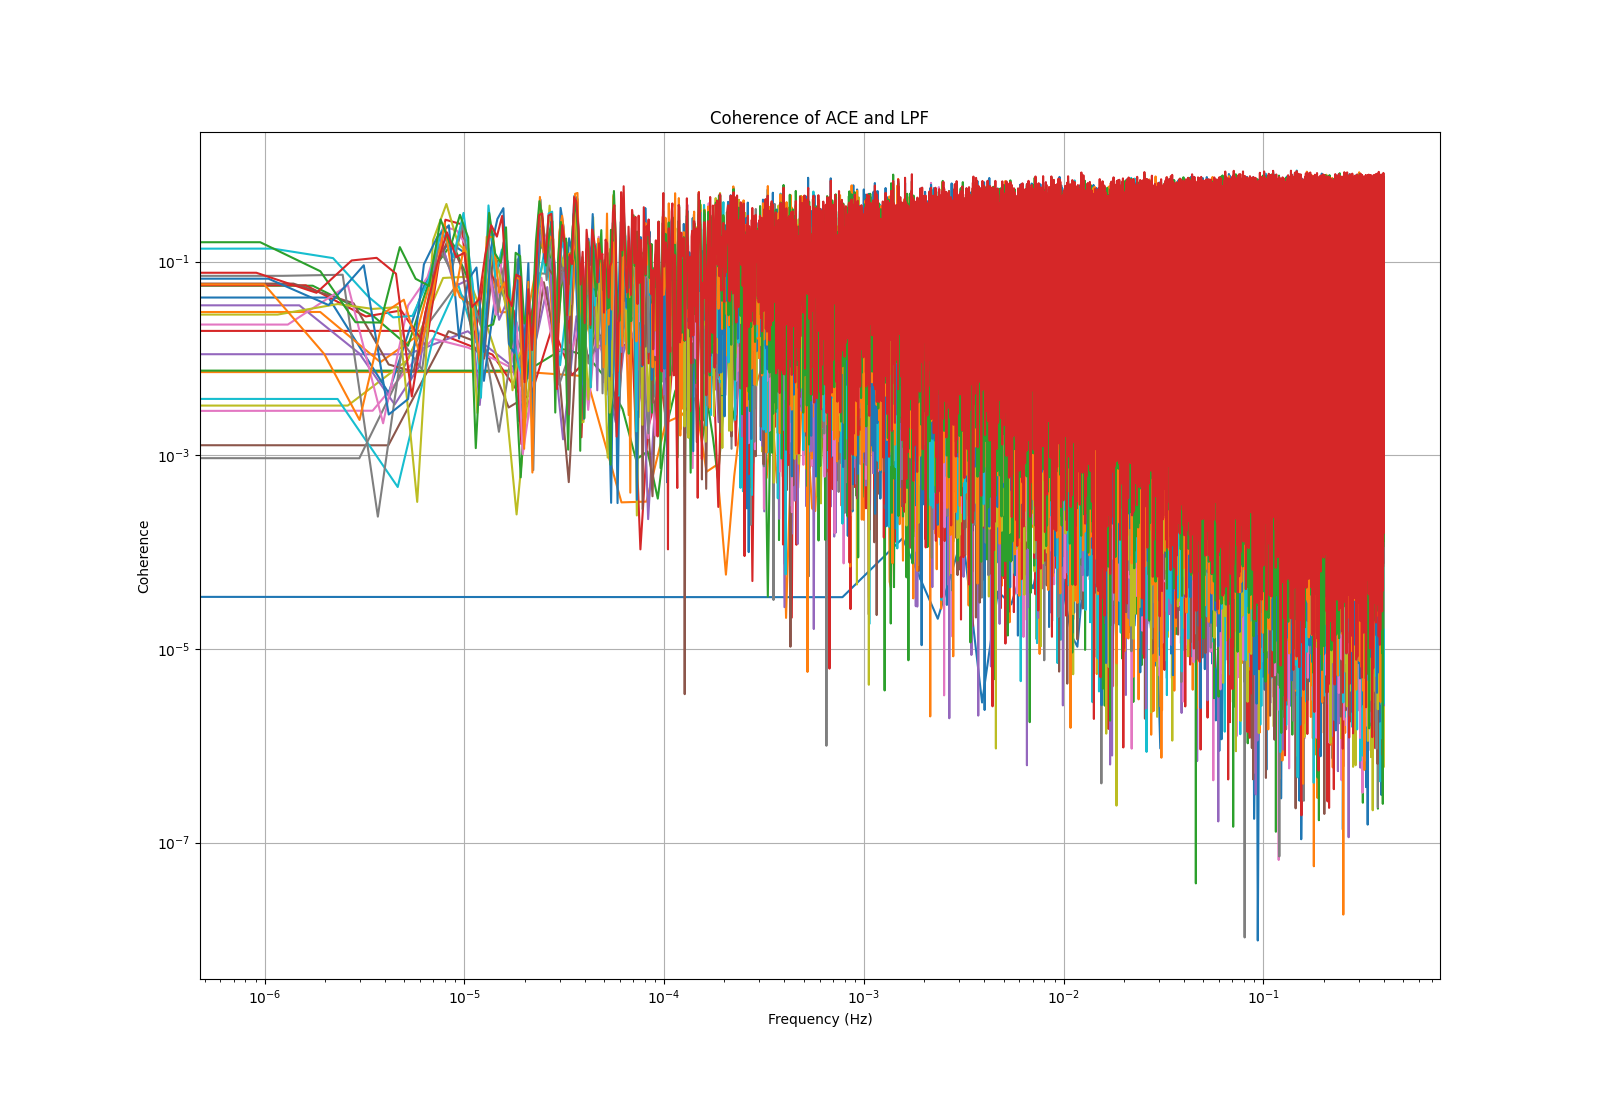 Coherence of ACE and LPF
Coherence
10⁻¹
10⁻³
10⁻⁵
10⁻⁷
10⁻⁶ 10⁻⁵ 10⁻⁴ 10⁻³ 10⁻² 10⁻¹
Frequency (Hz)